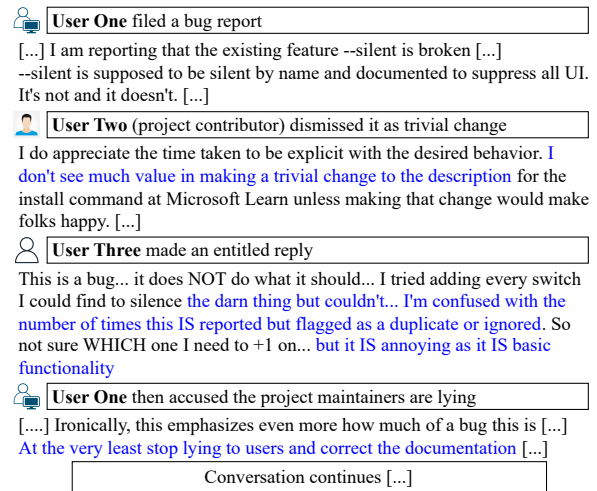 User One filed a bug report
[...] I am reporting that the existing feature --silent is broken [...]
--silent is supposed to be silent by name and documented to suppress all UI.
It's not and it doesn't. [...]
User Two (project contributor) dismissed it as trivial change
I do appreciate the time taken to be explicit with the desired behavior. I
don't see much value in making a trivial change to the description for the
install command at Microsoft Learn unless making that change would make
folks happy. [...]
User Three made an entitled reply
This is a bug... it does NOT do what it should... I tried adding every switch
I could find to silence the darn thing but couldn't... I'm confused with the
number of times this IS reported but flagged as a duplicate or ignored. So
not sure WHICH one I need to +1 on... but it IS annoying as it IS basic
functionality
User One then accused the project maintainers are lying
[....] Ironically, this emphasizes even more how much of a bug this is [...]
At the very least stop lying to users and correct the documentation [...]
Conversation continues [...]